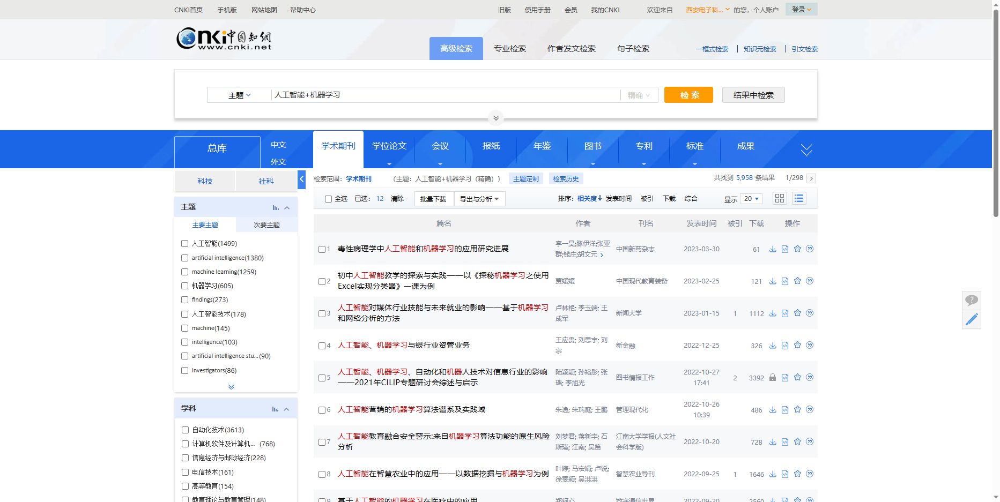 CNKI首页 手机版 网站地图 帮助中心 旧版 使用手册 会员 我的CNKI 欢迎来自 西安电子科... 的您，个人账户 登录
cnki中国知网
www.cnki.net
高级检索 专业检索 作者发文检索 句子检索 一框式检索 知识元检索 引文检索
主题 人工智能+机器学习 精确 检索 结果中检索
总库 中文 外文 学术期刊 学位论文 会议 报纸 年鉴 图书 专利 标准 成果
科技 社科
检索范围：学术期刊 （主题：人工智能+机器学习（精确）） 主题定制 检索历史 共找到 5,958 条结果 1/298
全选 已选：12 清除 批量下载 导出与分析 排序：相关度 发表时间 被引 下载 综合 显示 20
主题
主要主题 次要主题
人工智能(1499)
artificial intelligence(1380)
machine learning(1259)
机器学习(605)
findings(273)
人工智能技术(178)
machine(145)
intelligence(103)
artificial intelligence stu...(90)
investigators(86)
学科
自动化技术(3613)
计算机软件及计算机... (768)
信息经济与邮政经济(228)
电信技术(161)
高等教育(154)
教育理论与教育管理(148)
篇名 作者 刊名 发表时间 被引 下载 操作
1 毒性病理学中人工智能和机器学习的应用研究进展 李一昊;滕伊洋;张亚群;钱庄;胡文元 中国新药杂志 2023-03-30 61
2 初中人工智能教学的探索与实践——以《探秘机器学习之使用
Excel实现分类器》一课为例 贾媛媛 中国现代教育装备 2023-02-25 121
3 人工智能对媒体行业技能与未来就业的影响——基于机器学习
和网络分析的方法 卢林艳; 李玉端; 王成军 新闻大学 2023-01-15 1 1112
4 人工智能、机器学习与银行业资管业务 王应贵; 刘思宇; 刘宗 新金融 2022-12-25 326
5 人工智能、机器学习、自动化和机器人技术对信息行业的影响
——2021年CILIP专题研讨会综述与启示 陆颖颖; 孙裕彤; 张瑶; 李旭光 图书情报工作 2022-10-27 17:41 2 3392
6 人工智能营销的机器学习算法谱系及实践域 朱逸; 朱瑞庭; 王鹏 管理现代化 2022-10-26 10:39 486
7 人工智能教育融合安全警示:来自机器学习算法功能的原生风险
分析 刘梦君; 蒋新宇; 石斯瑾; 江南; 吴笛 江南大学学报(人文社会科学版) 2022-10-20 728
8 人工智能在智慧农业中的应用——以数据挖掘与机器学习为例 叶婷; 马宏娟; 卢锐; 徐雯颖; 吴洪洪 智慧农业导刊 2022-09-25 1 1646
9 基于人工智能的机器学习在医疗中的应用 郑轲心 数字通信世界 2022-09-20 2560